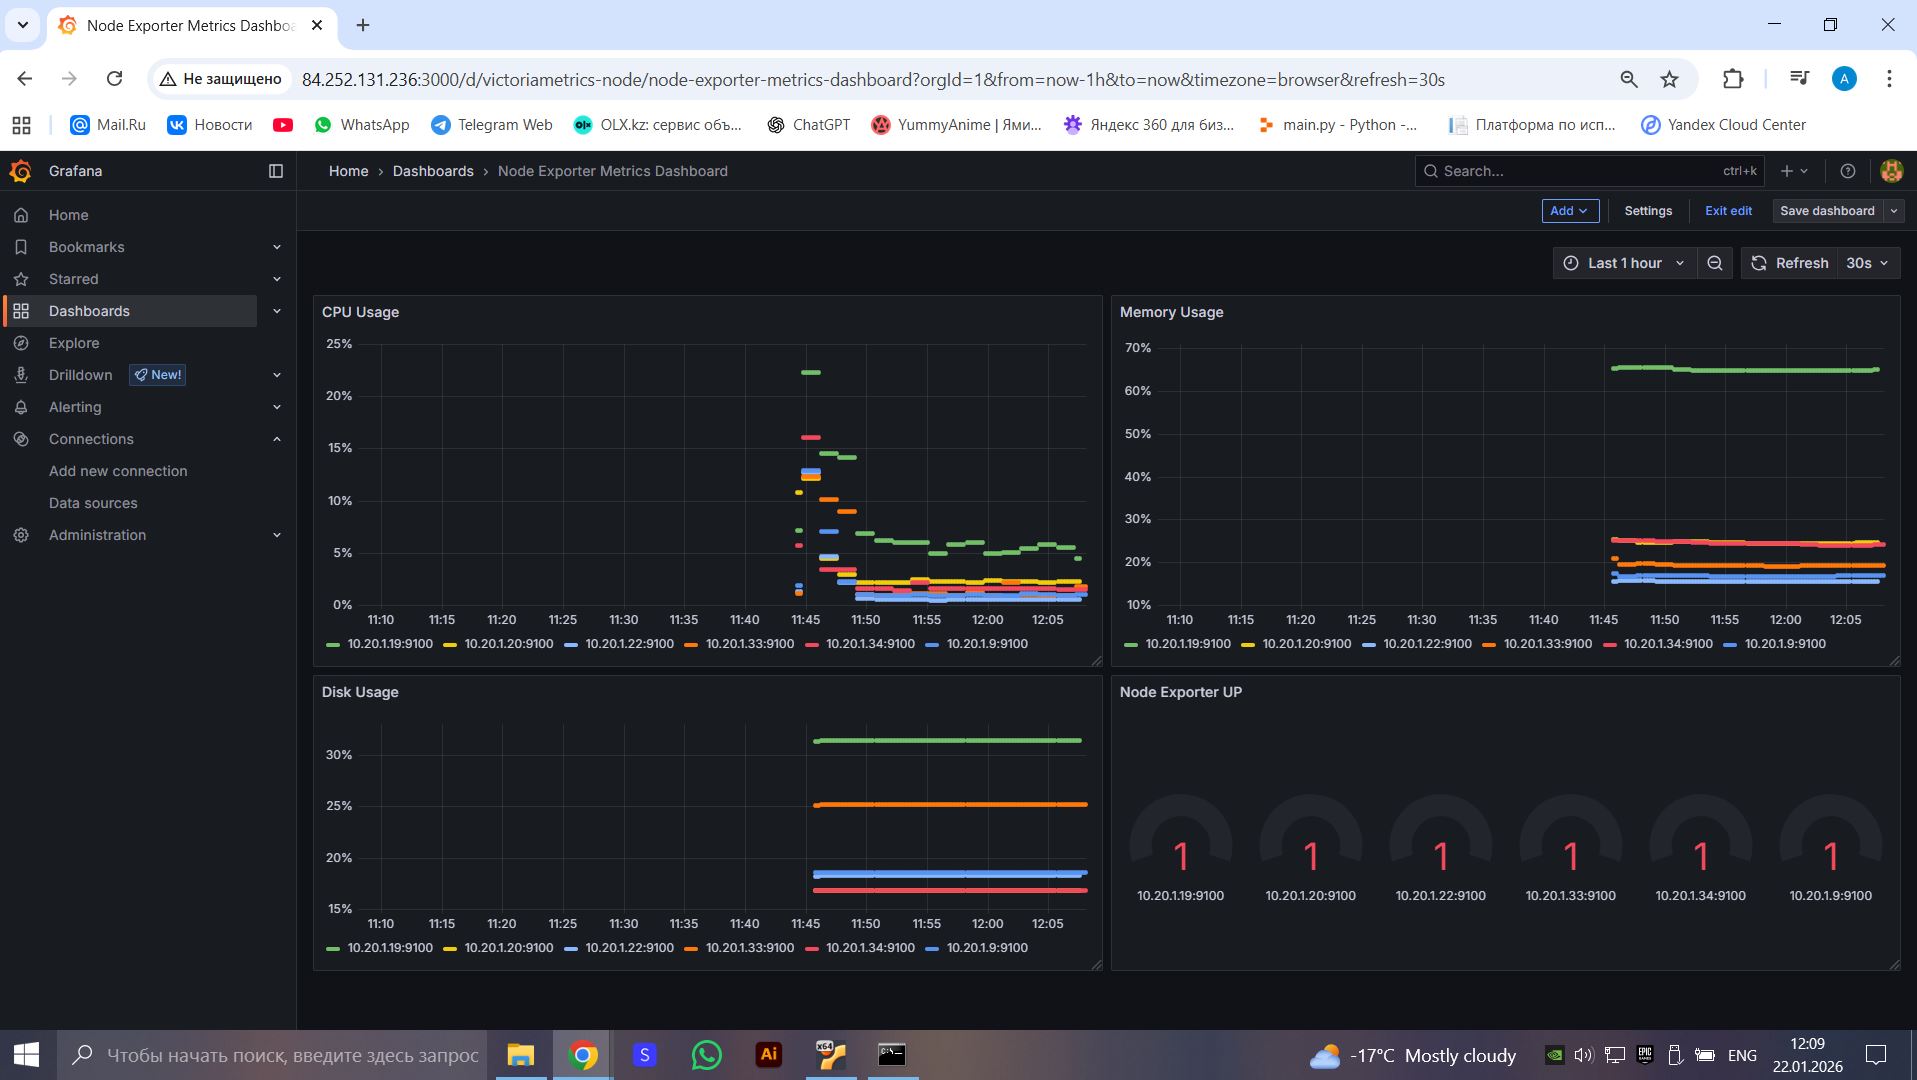 Node Exporter Metrics Dashboa
Не защищено
84.252.131.236:3000/d/victoriametrics-node/node-exporter-metrics-dashboard?orgId=1&from=now-1h&to=now&timezone=browser&refresh=30s
A
Mail.Ru Новости WhatsApp Telegram Web OLX.kz: сервис объ... ChatGPT YummyAnime | Ями... Яндекс 360 для биз... main.py - Python -... Платформа по исп... Yandex Cloud Center
Grafana
Home › Dashboards › Node Exporter Metrics Dashboard
Search... ctrl+k
Add Settings Exit edit Save dashboard
Last 1 hour Refresh 30s
Home
Bookmarks
Starred
Dashboards
Explore
Drilldown New!
Alerting
Connections
Add new connection
Data sources
Administration
CPU Usage
25%
20%
15%
10%
5%
0%
11:10 11:15 11:20 11:25 11:30 11:35 11:40 11:45 11:50 11:55 12:00 12:05
10.20.1.19:9100 10.20.1.20:9100 10.20.1.22:9100 10.20.1.33:9100 10.20.1.34:9100 10.20.1.9:9100
Memory Usage
70%
60%
50%
40%
30%
20%
10%
11:10 11:15 11:20 11:25 11:30 11:35 11:40 11:45 11:50 11:55 12:00 12:05
10.20.1.19:9100 10.20.1.20:9100 10.20.1.22:9100 10.20.1.33:9100 10.20.1.34:9100 10.20.1.9:9100
Disk Usage
30%
25%
20%
15%
11:10 11:15 11:20 11:25 11:30 11:35 11:40 11:45 11:50 11:55 12:00 12:05
10.20.1.19:9100 10.20.1.20:9100 10.20.1.22:9100 10.20.1.33:9100 10.20.1.34:9100 10.20.1.9:9100
Node Exporter UP
1 1 1 1 1 1
10.20.1.19:9100 10.20.1.20:9100 10.20.1.22:9100 10.20.1.33:9100 10.20.1.34:9100 10.20.1.9:9100
Чтобы начать поиск, введите здесь запрос
S
Ai
x64
-17°C Mostly cloudy
ENG
12:09
22.01.2026